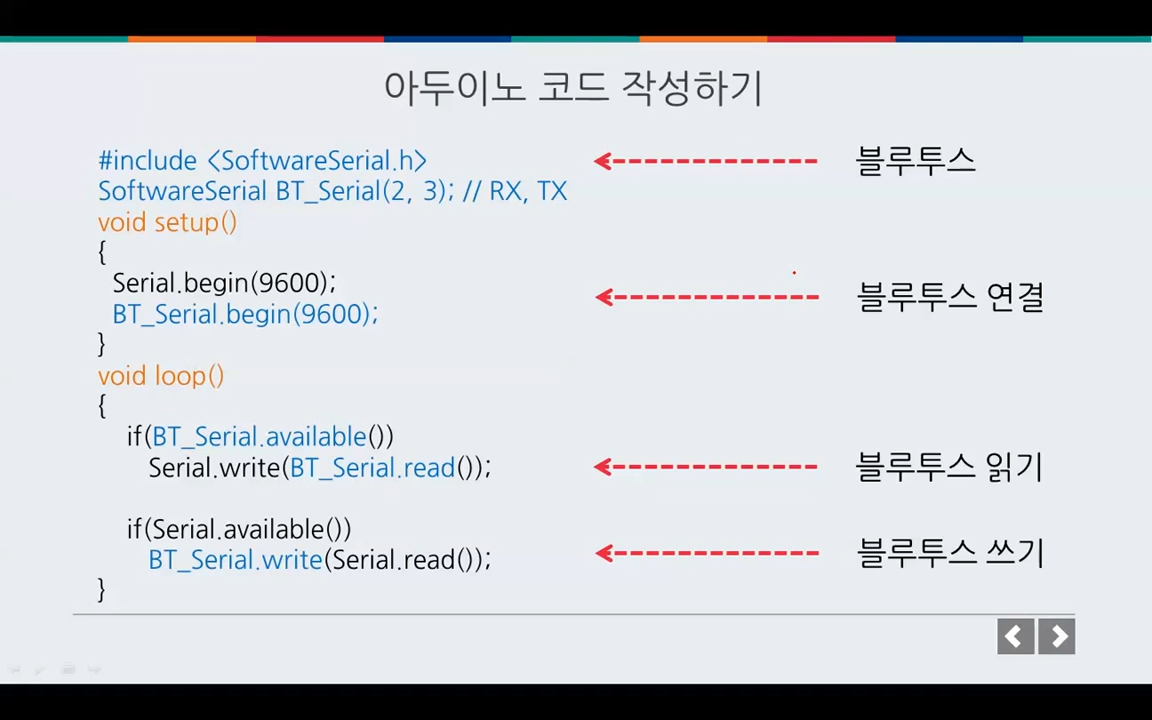 아두이노 코드 작성하기
#include <SoftwareSerial.h>
블루투스
SoftwareSerial BT_Serial(2, 3); // RX, TX
void setup()
{
Serial.begin(9600);
블루투스 연결
BT_Serial.begin(9600);
}
void loop()
{
if(BT_Serial.available())
Serial.write(BT_Serial.read());
블루투스 읽기
if(Serial.available())
BT_Serial.write(Serial.read());
블루투스 쓰기
}